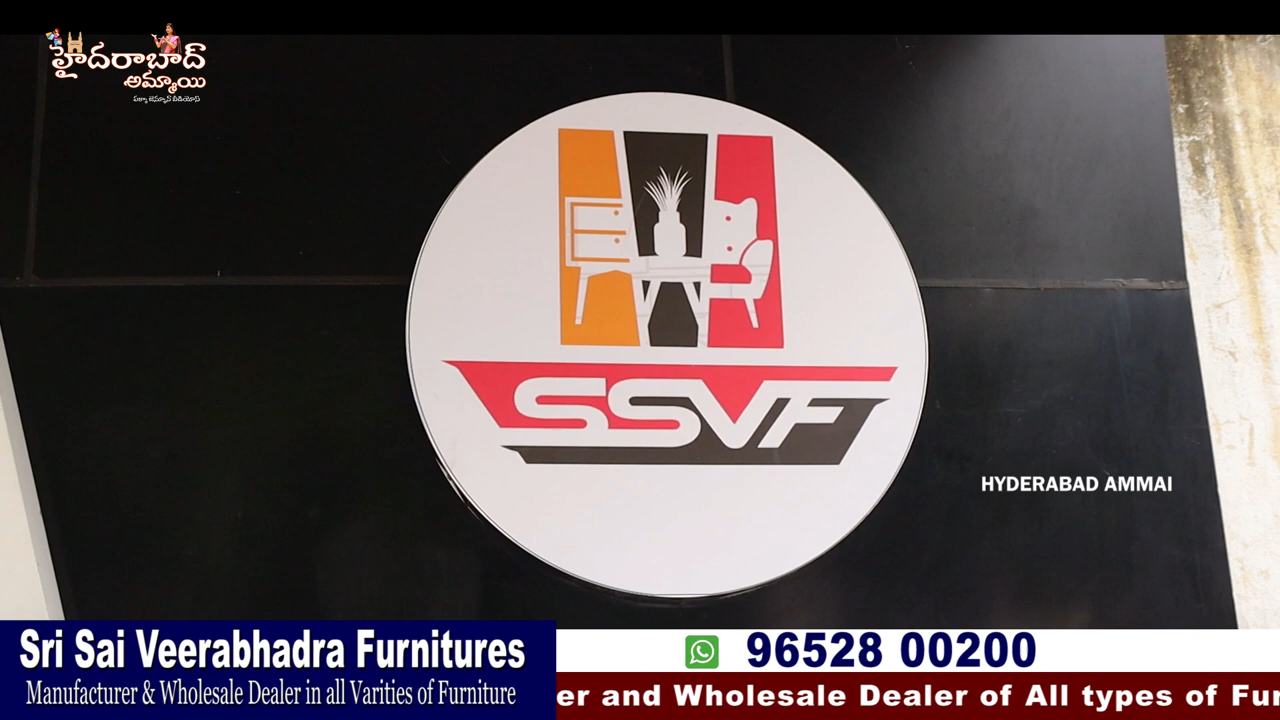 హైదరాబాద్
అమ్మాయి
పక్కా జెన్యూన్ వీడియోస్
SSVF
HYDERABAD AMMAI
Sri Sai Veerabhadra Furnitures
Manufacturer & Wholesale Dealer in all Varities of Furniture
96528 00200
er and Wholesale Dealer of All types of Fur